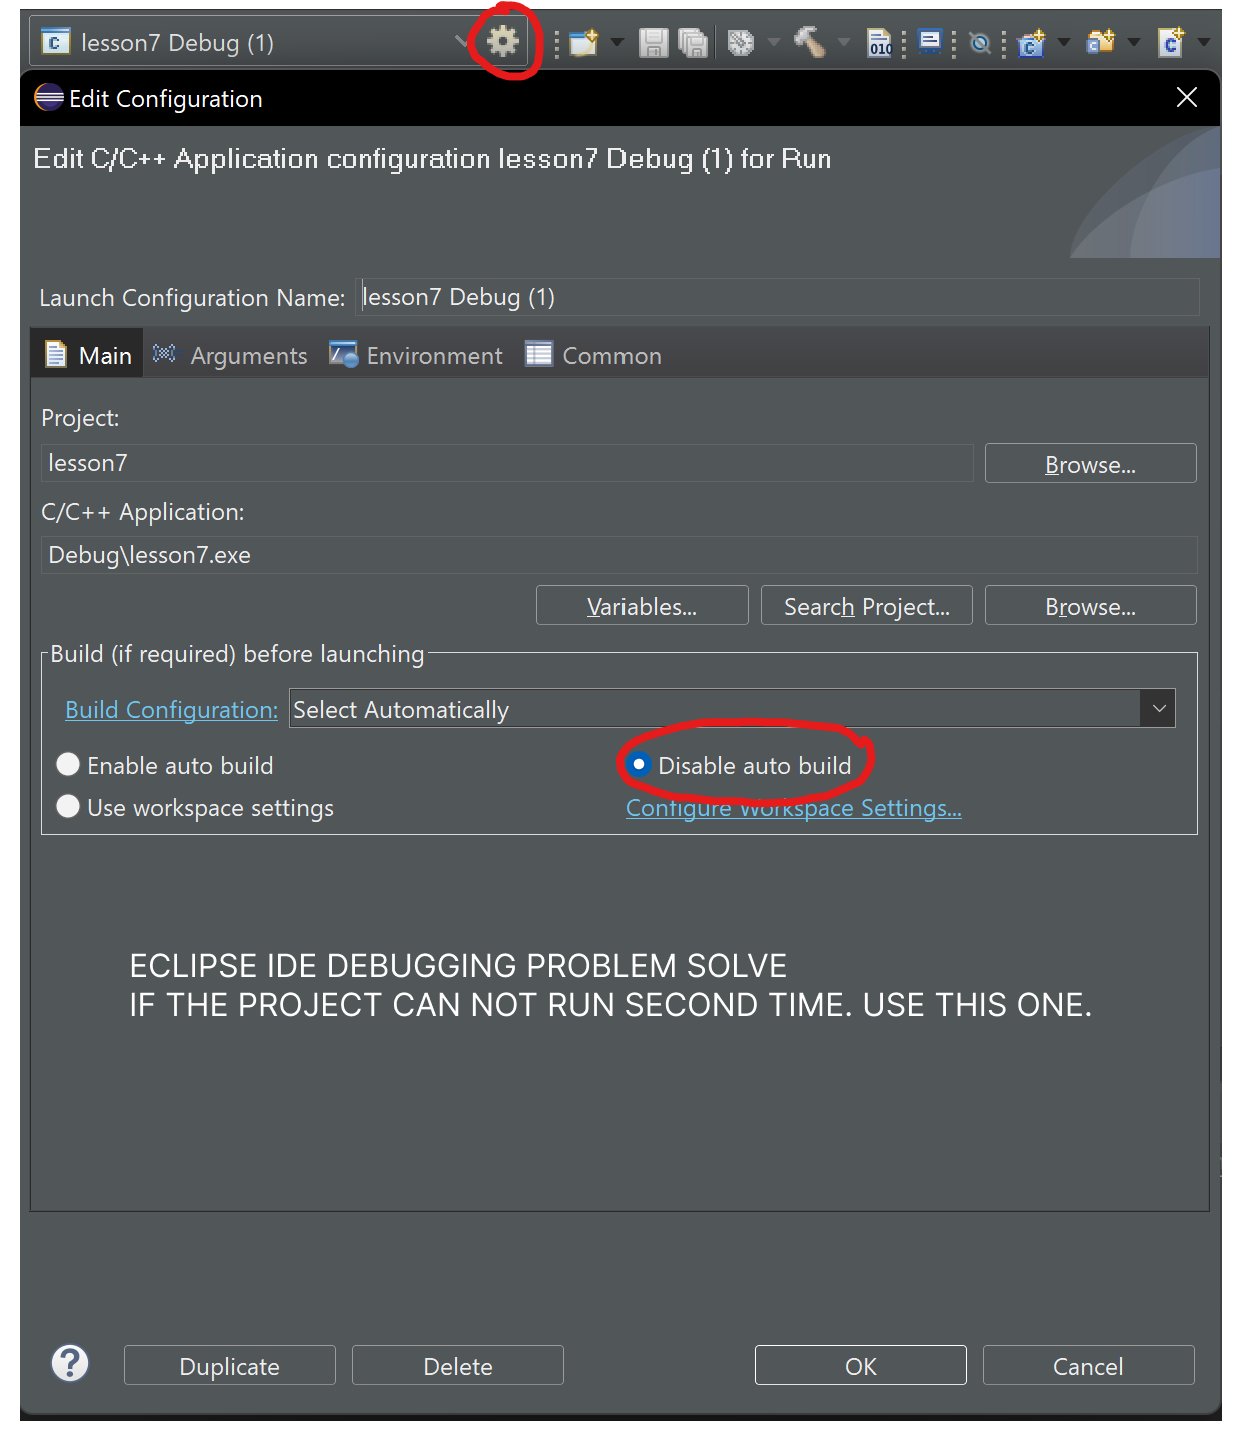 lesson7 Debug (1)
010
Edit Configuration
Edit C/C++ Application configuration lesson7 Debug (1) for Run
Launch Configuration Name: lesson7 Debug (1)
Main Arguments Environment Common
Project:
lesson7 Browse...
C/C++ Application:
Debug\lesson7.exe
Variables... Search Project... Browse...
Build (if required) before launching
Build Configuration: Select Automatically
Enable auto build Disable auto build
Use workspace settings Configure Workspace Settings...
ECLIPSE IDE DEBUGGING PROBLEM SOLVE
IF THE PROJECT CAN NOT RUN SECOND TIME. USE THIS ONE.
Duplicate Delete OK Cancel